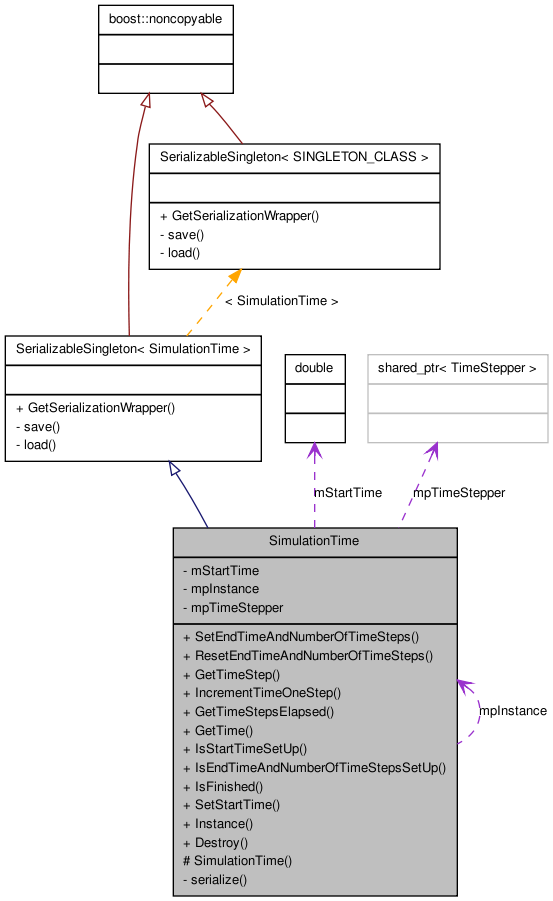 boost::noncopyable
SerializableSingleton< SINGLETON_CLASS >
+ GetSerializationWrapper()
- save()
- load()
< SimulationTime >
SerializableSingleton< SimulationTime >
+ GetSerializationWrapper()
- save()
- load()
double
shared_ptr< TimeStepper >
mStartTime
mpTimeStepper
SimulationTime
- mStartTime
- mpInstance
- mpTimeStepper
+ SetEndTimeAndNumberOfTimeSteps()
+ ResetEndTimeAndNumberOfTimeSteps()
+ GetTimeStep()
+ IncrementTimeOneStep()
+ GetTimeStepsElapsed()
+ GetTime()
+ IsStartTimeSetUp()
+ IsEndTimeAndNumberOfTimeStepsSetUp()
+ IsFinished()
+ SetStartTime()
+ Instance()
+ Destroy()
# SimulationTime()
- serialize()
mpInstance